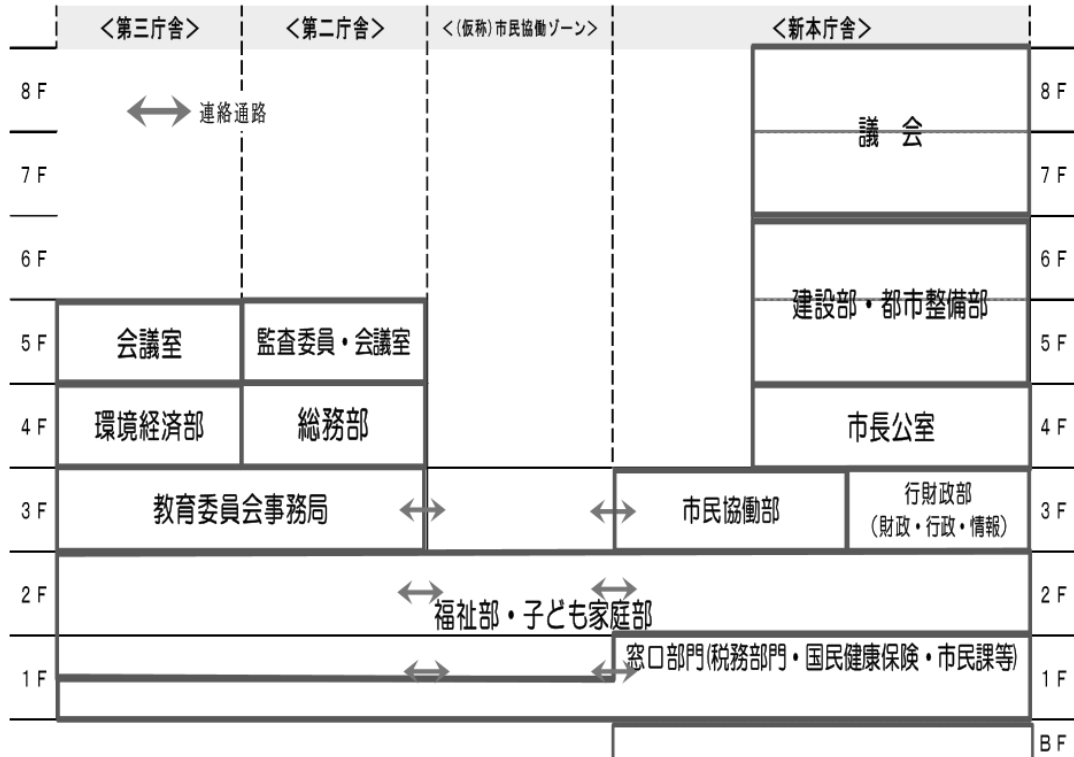 <第三庁舎> <第二庁舎> <(仮称)市民協働ゾーン> <新本庁舎>
8F 連絡通路 議会 8F
7F 7F
6F 建設部・都市整備部 6F
5F 会議室 監査委員・会議室 5F
4F 環境経済部 総務部 市長公室 4F
3F 教育委員会事務局 市民協働部 行財政部 3F
(財政・行政・情報)
2F 福祉部・子ども家庭部 2F
1F 窓口部門(税務部門・国民健康保険・市民課等) 1F
BF